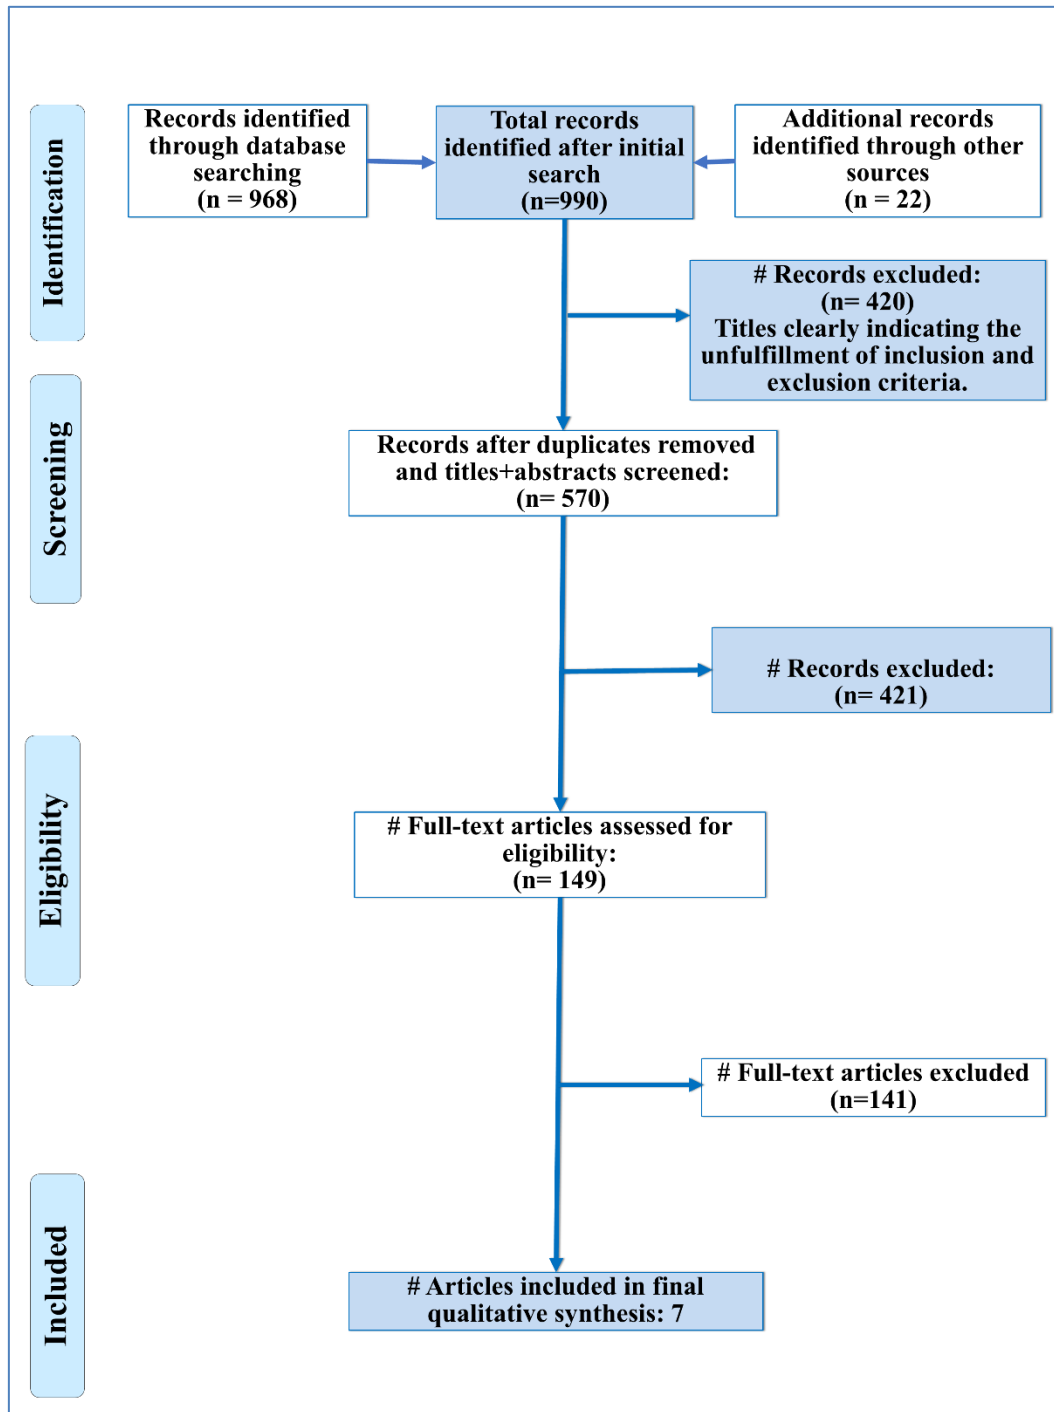 Identification
Records identified
through database
searching
(n = 968)
Total records
identified after initial
search
(n=990)
Additional records
identified through other
sources
(n = 22)
# Records excluded:
(n= 420)
Titles clearly indicating the
unfulfillment of inclusion and
exclusion criteria.
Screening
Records after duplicates removed
and titles+abstracts screened:
(n= 570)
# Records excluded:
(n= 421)
Eligibility
# Full-text articles assessed for
eligibility:
(n= 149)
# Full-text articles excluded
(n=141)
Included
# Articles included in final
qualitative synthesis: 7